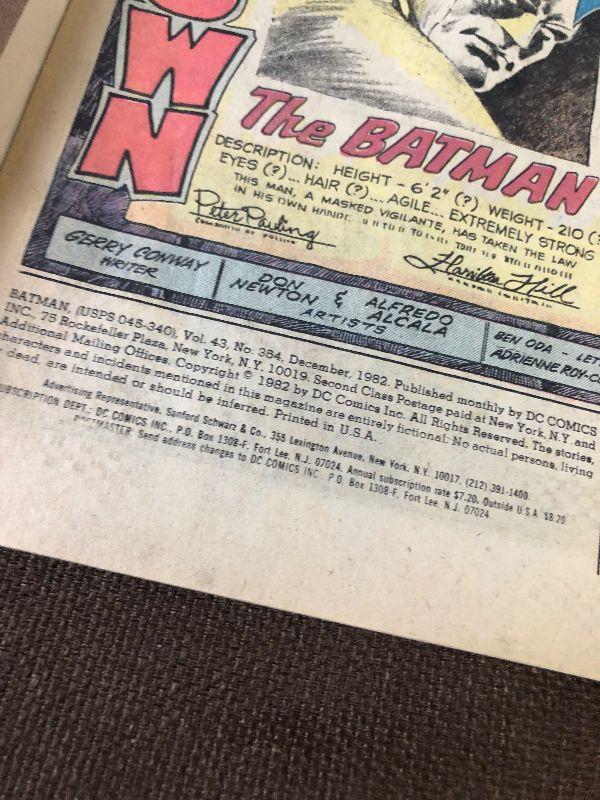 OWN
The BATMAN
DESCRIPTION: HEIGHT - 6'2" (?) WEIGHT - 210 (?
EYES (?)... HAIR (?)... AGILE... EXTREMELY STRONG
THIS MAN, A MASKED VIGILANTE, HAS TAKEN THE LAW
IN HIS OWN HANDS.
Peter Pauling
Hamilton Hill
GERRY CONWAY
WRITER
DON NEWTON & ALFREDO ALCALA
ARTISTS
BEN ODA - LET
ADRIENNE ROY-CO
BATMAN, (USPS 045-340), Vol. 43, No. 354, December, 1982. Published monthly by DC COMICS
INC., 75 Rockefeller Plaza, New York, N.Y. 10019. Second Class Postage paid at New York, N.Y. and
Additional Mailing Offices. Copyright © 1982 by DC Comics Inc. All Rights Reserved. The stories,
characters and incidents mentioned in this magazine are entirely fictional. No actual persons, living
dead, are intended or should be inferred. Printed in U.S.A.
Advertising Representative, Sanford Schwarz & Co., 355 Lexington Avenue, New York, N.Y. 10017, (212) 391-1400.
SUBSCRIPTION DEPT.: DC COMICS INC., P.O. Box 1308-F, Fort Lee, N.J. 07024. Annual subscription rate $7.20, Outside U S A $8.20
POSTMASTER: Send address changes to DC COMICS INC P O Box 1308-F, Fort Lee, N.J. 07024